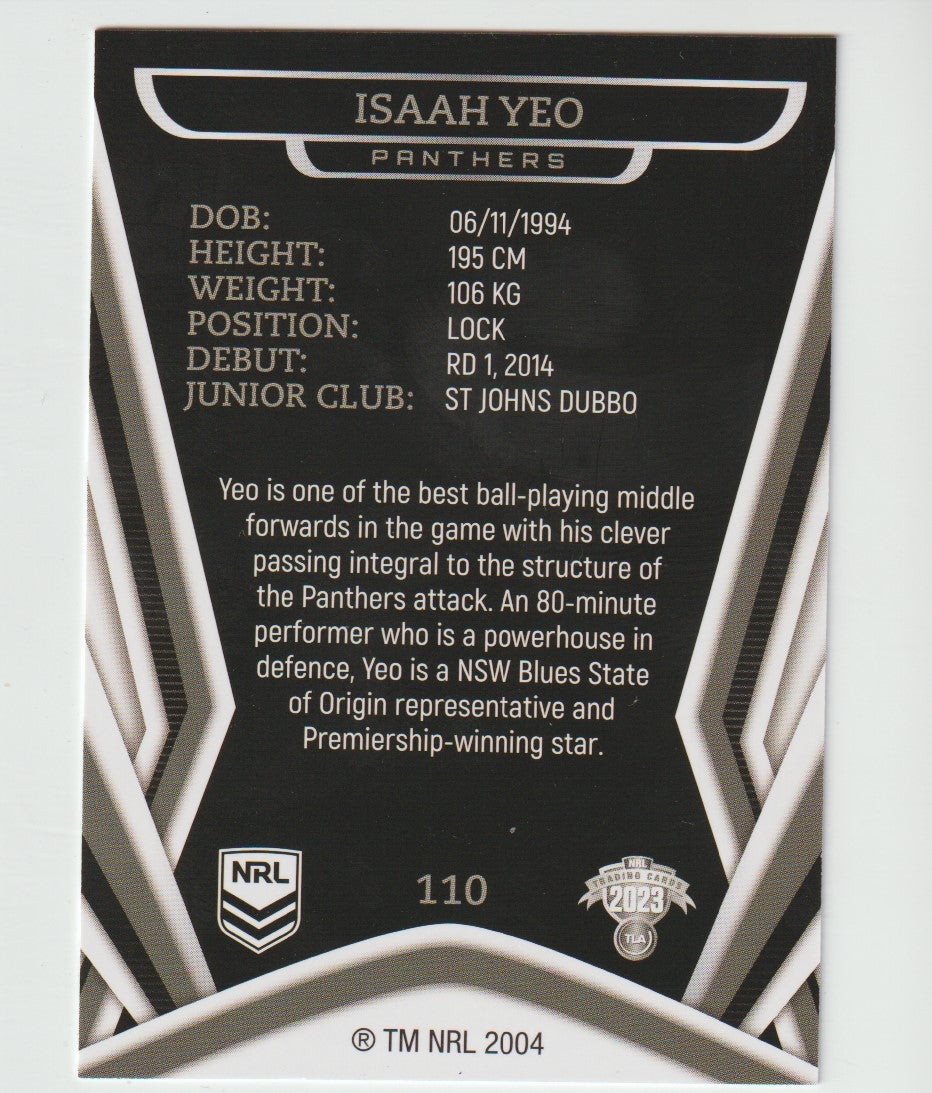 ISAAH YEO
PANTHERS
DOB: 06/11/1994
HEIGHT: 195 CM
WEIGHT: 106 KG
POSITION: LOCK
DEBUT: RD 1, 2014
JUNIOR CLUB: ST JOHNS DUBBO
Yeo is one of the best ball-playing middle
forwards in the game with his clever
passing integral to the structure of
the Panthers attack. An 80-minute
performer who is a powerhouse in
defence, Yeo is a NSW Blues State
of Origin representative and
Premiership-winning star.
NRL
110
NRL
TRADING CARDS
2023
TLA
® TM NRL 2004